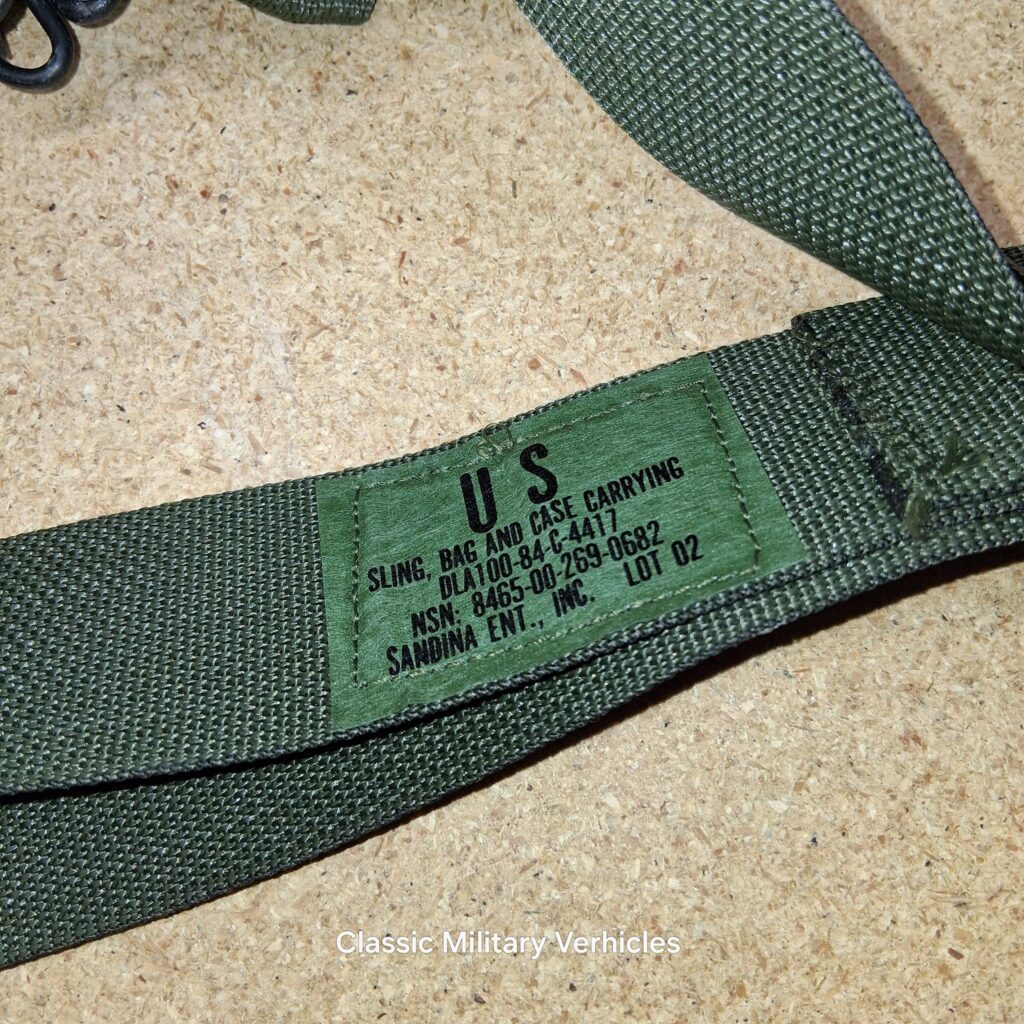 U S
SLING, BAG AND CASE CARRYING
DLA100-84-C-4417
NSN: 8465-00-269-0682
SANDINA ENT., INC. LOT 02
Classic Military Verhicles